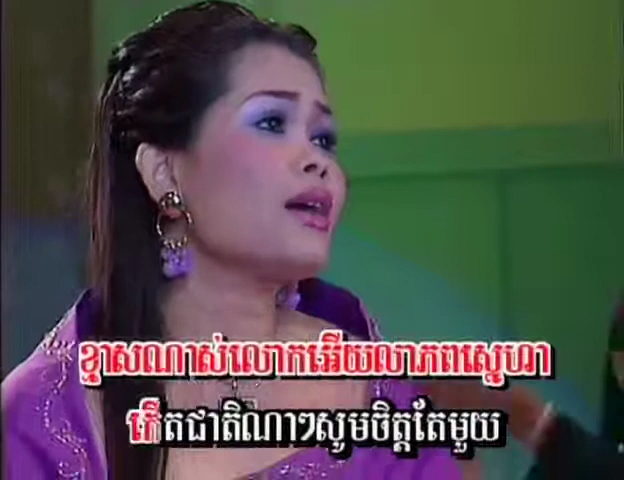 ខ្មាសណាស់លោកអើយលាភពស្នេហា
កើតជាតិណាៗសូមចិត្តតែមួយ